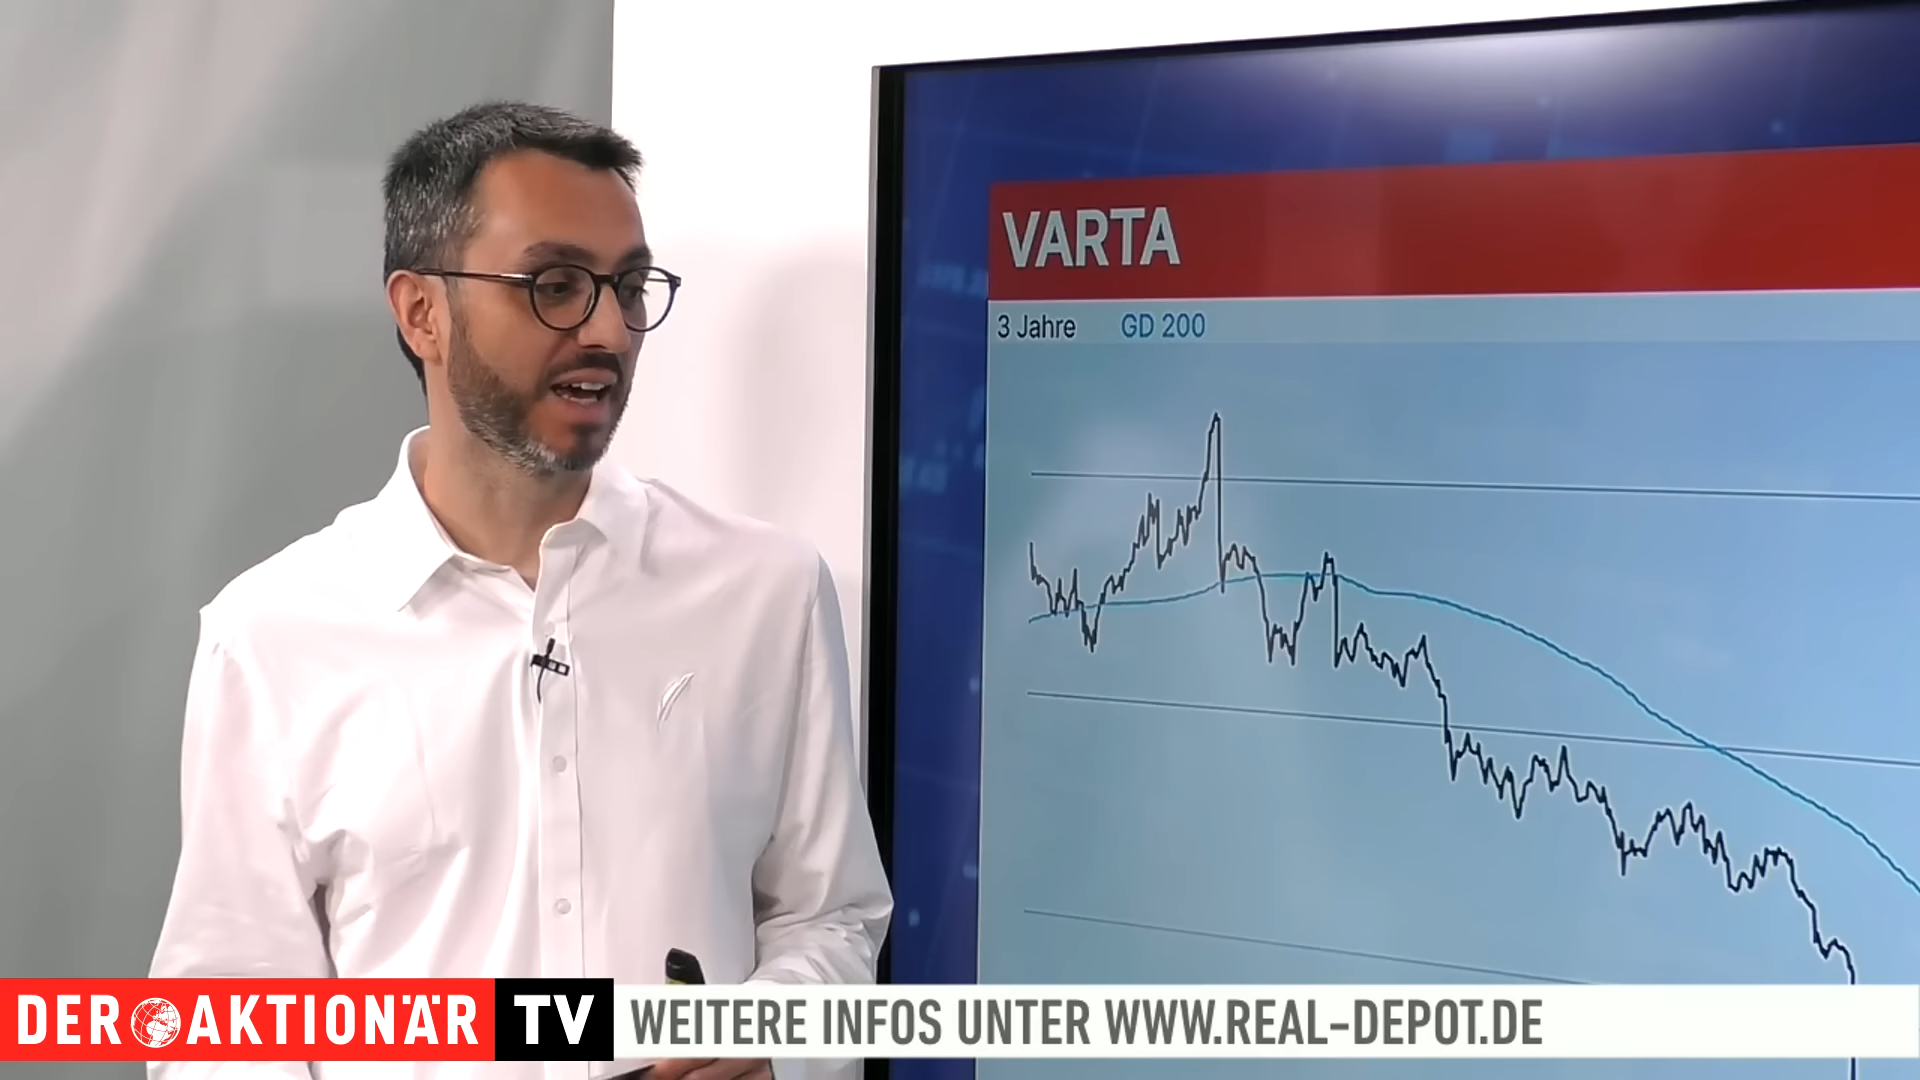 VARTA
3 Jahre GD 200
DER AKTIONÄR TV
WEITERE INFOS UNTER WWW.REAL-DEPOT.DE